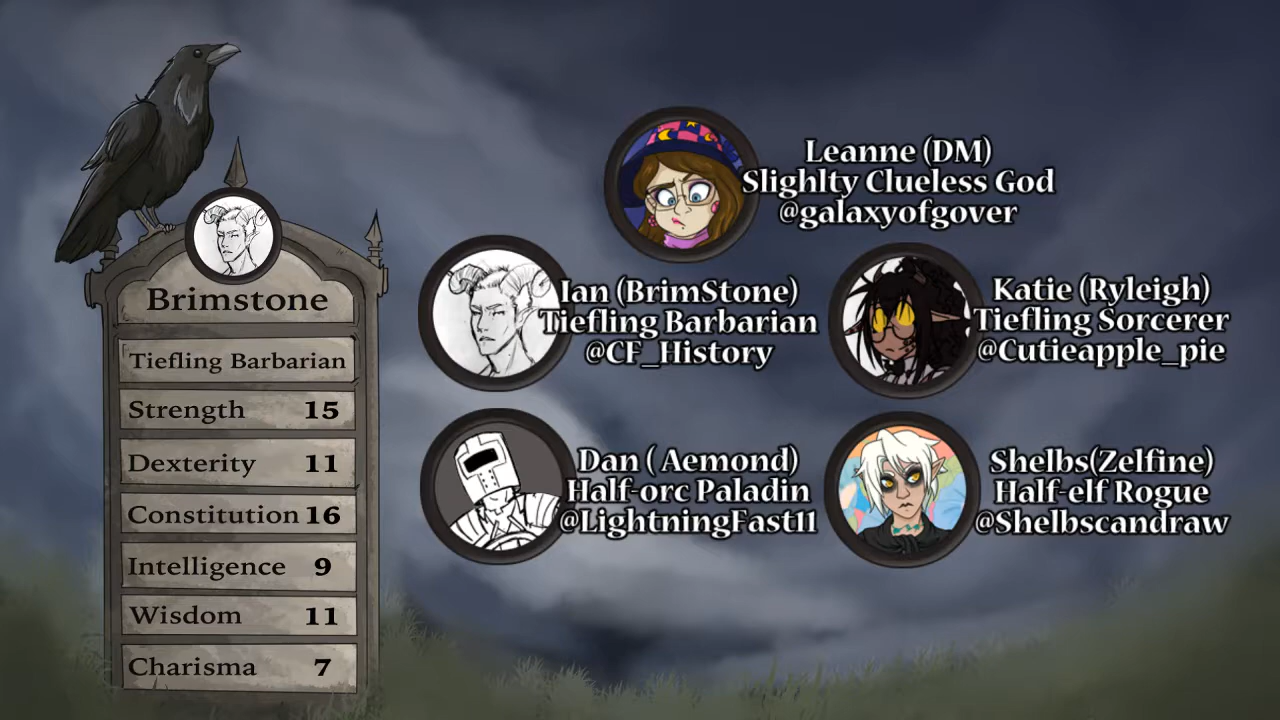 Brimstone
Tiefling Barbarian
Strength 15
Dexterity 11
Constitution 16
Intelligence 9
Wisdom 11
Charisma 7
Leanne (DM)
Slighlty Clueless God
@galaxyofgover
Ian (BrimStone)
Tiefling Barbarian
@CF_History
Katie (Ryleigh)
Tiefling Sorcerer
@Cutieapple_pie
Dan ( Aemond)
Half-orc Paladin
@LightningFast11
Shelbs(Zelfine)
Half-elf Rogue
@Shelbscandraw